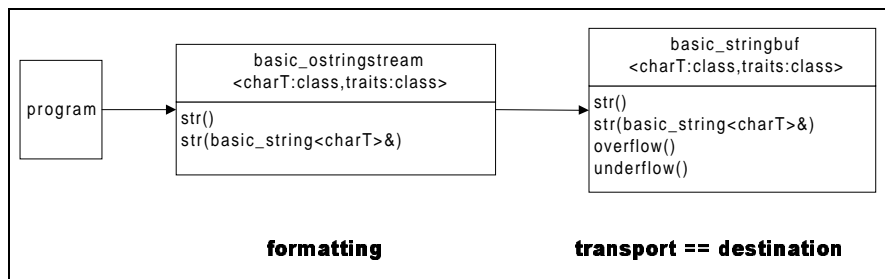 program
basic_ostringstream
<charT:class,traits:class>
str()
str(basic_string<charT>&)
basic_stringbuf
<charT:class,traits:class>
str()
str(basic_string<charT>&)
overflow()
underflow()
formatting
transport == destination